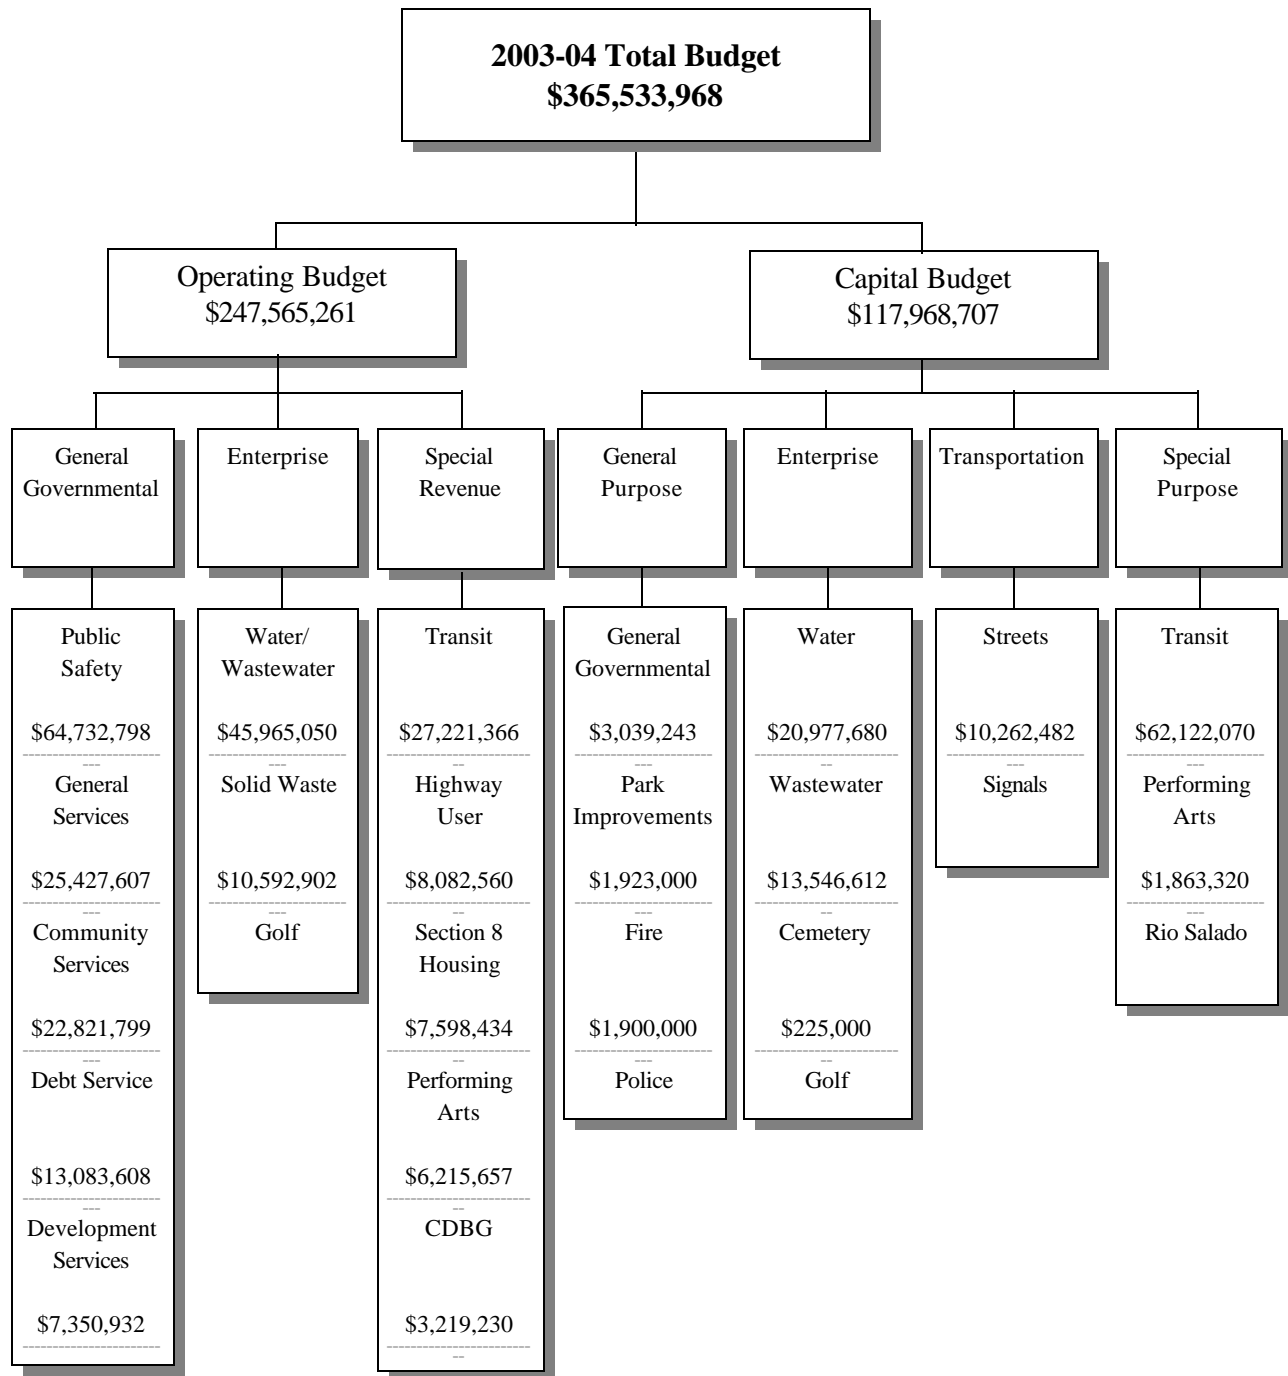 2003-04 Total Budget
$365,533,968
Operating Budget
$247,565,261
Capital Budget
$117,968,707
General
Governmental
Enterprise
Special
Revenue
General
Purpose
Enterprise
Transportation
Special
Purpose
Public
Safety
$64,732,798
General
Services
$25,427,607
Community
Services
$22,821,799
Debt Service
$13,083,608
Development
Services
$7,350,932
Water/
Wastewater
$45,965,050
Solid Waste
$10,592,902
Golf
Transit
$27,221,366
Highway
User
$8,082,560
Section 8
Housing
$7,598,434
Performing
Arts
$6,215,657
CDBG
$3,219,230
General
Governmental
$3,039,243
Park
Improvements
$1,923,000
Fire
$1,900,000
Police
Water
$20,977,680
Wastewater
$13,546,612
Cemetery
$225,000
Golf
Streets
$10,262,482
Signals
Transit
$62,122,070
Performing
Arts
$1,863,320
Rio Salado